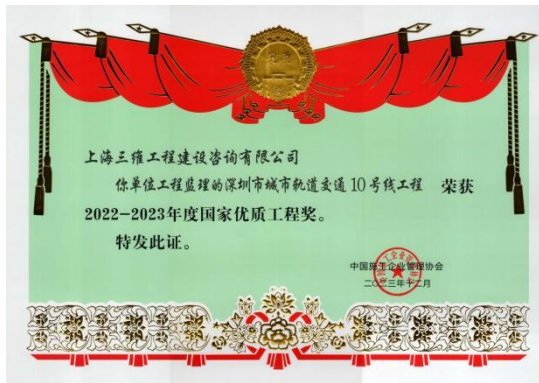 上海三维工程建设咨询有限公司
你单位工程监理的深圳市城市轨道交通10号线工程 荣获
2022-2023年度国家优质工程奖。
特发此证。
中国施工企业管理协会
二〇二三年十二月